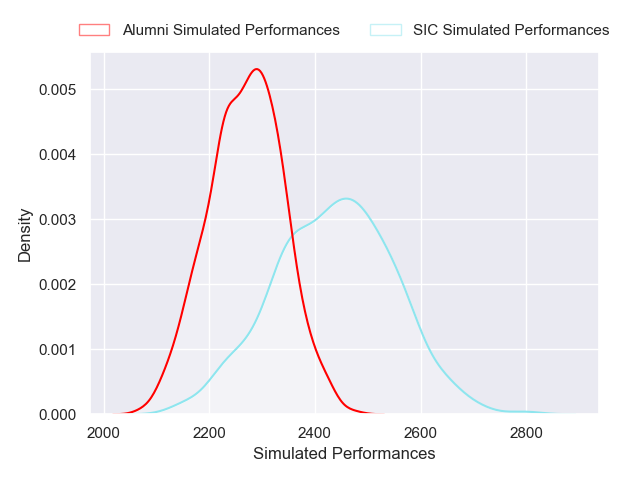 Alumni Simulated Performances SIC Simulated Performances
0.005
0.004
0.003
0.002
0.001
0.000
Density
2000 2200 2400 2600 2800
Simulated Performances